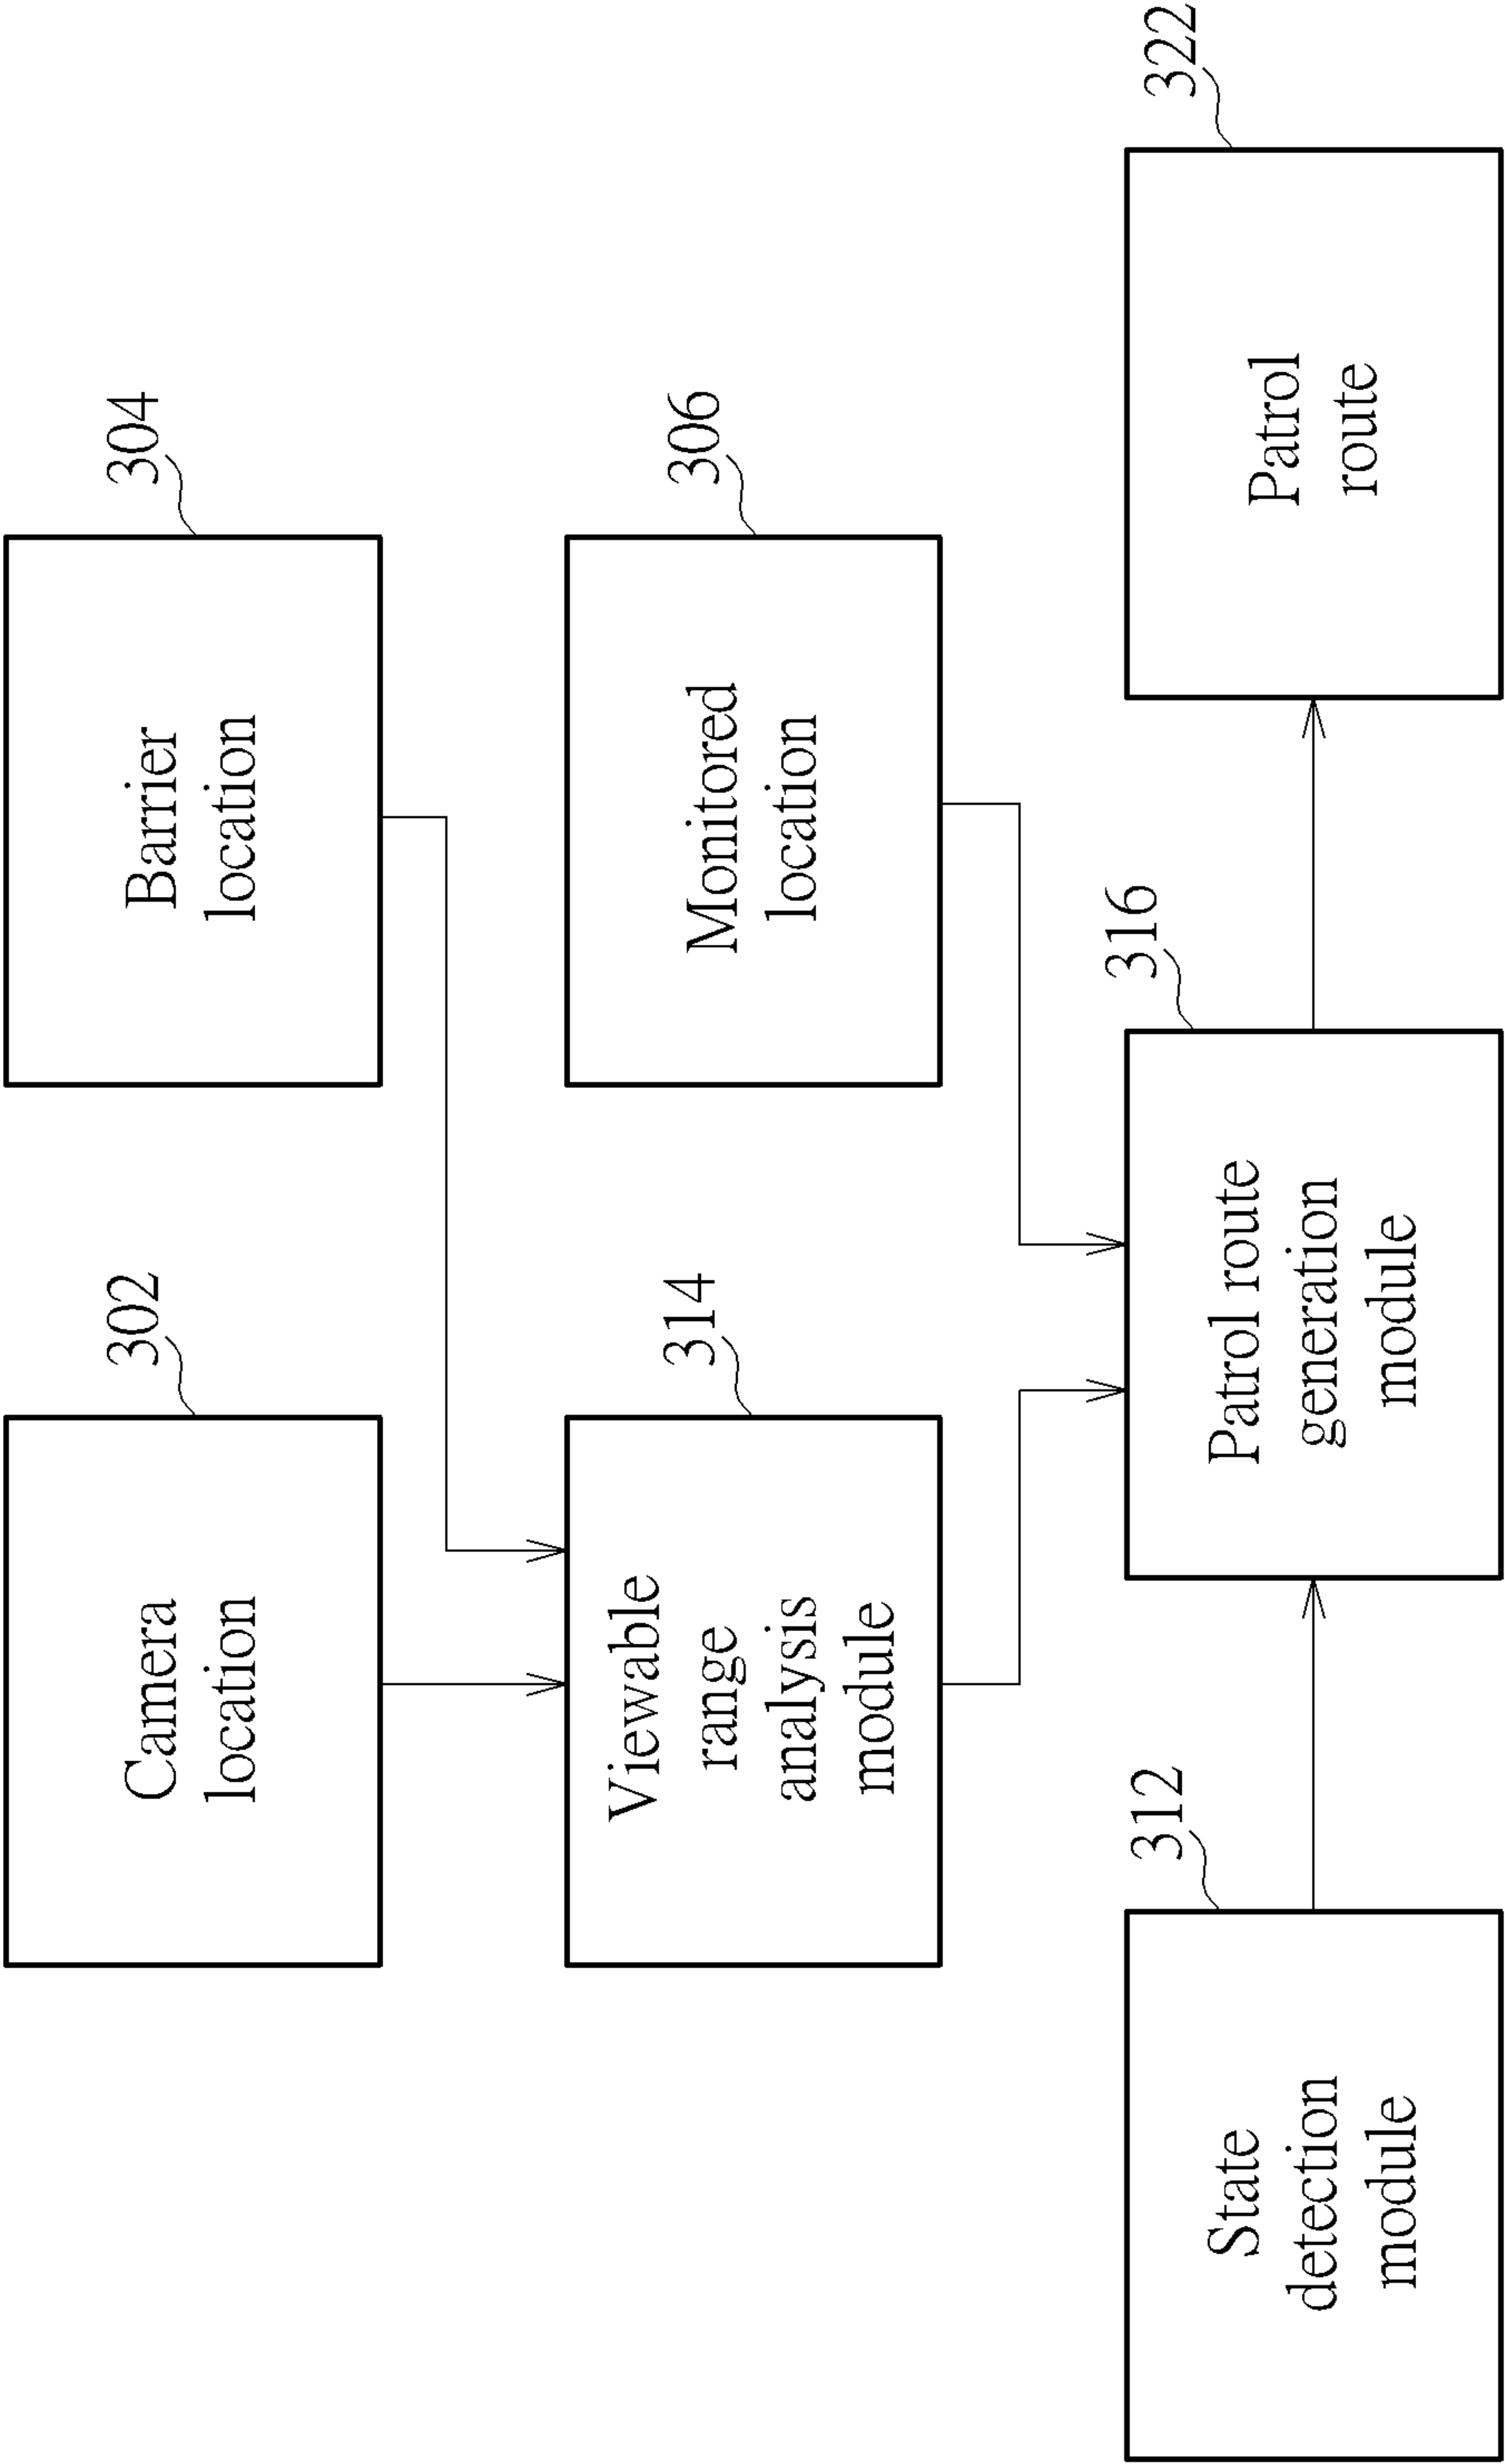 302
Camera
location
304
Barrier
location
314
Viewable
range
analysis
module
306
Monitored
location
312
State
detection
module
316
Patrol route
generation
module
322
Patrol
route